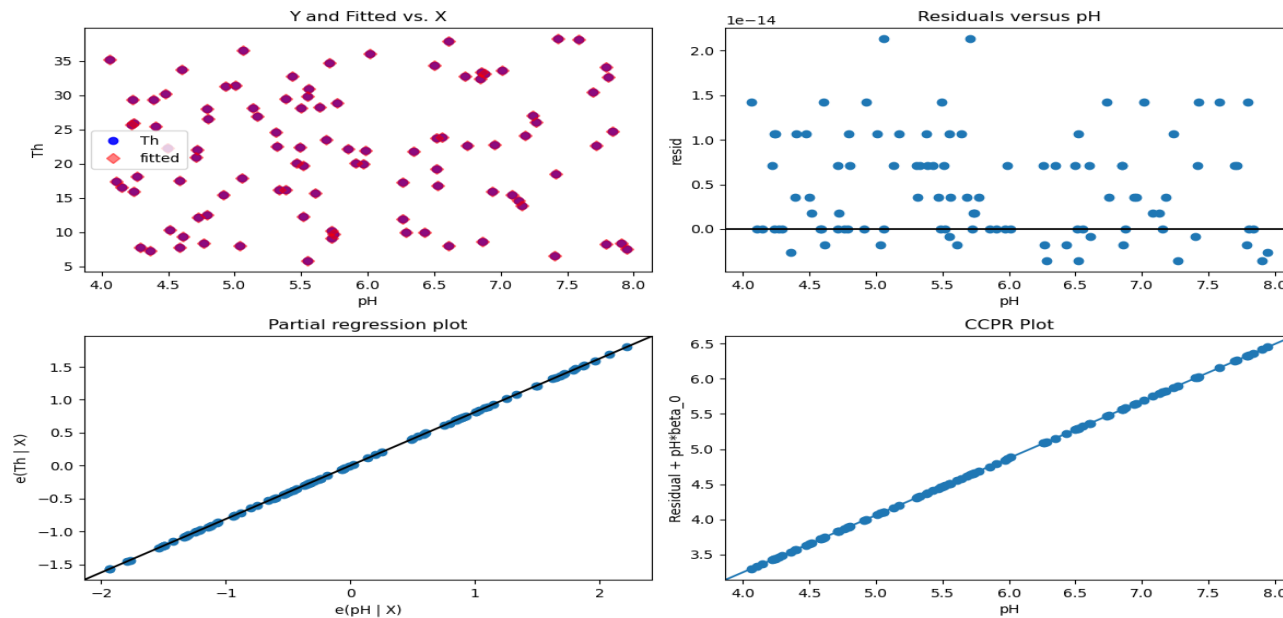 Y and Fitted vs. X
Th
35
30
25
20
15
10
5
Th
fitted
4.0 4.5 5.0 5.5 6.0 6.5 7.0 7.5 8.0
pH
Residuals versus pH
1e−14
resid
2.0
1.5
1.0
0.5
0.0
4.0 4.5 5.0 5.5 6.0 6.5 7.0 7.5 8.0
pH
Partial regression plot
e(Th | X)
1.5
1.0
0.5
0.0
−0.5
−1.0
−1.5
−2 −1 0 1 2
e(pH | X)
CCPR Plot
Residual + pH*beta_0
6.5
6.0
5.5
5.0
4.5
4.0
3.5
4.0 4.5 5.0 5.5 6.0 6.5 7.0 7.5 8.0
pH